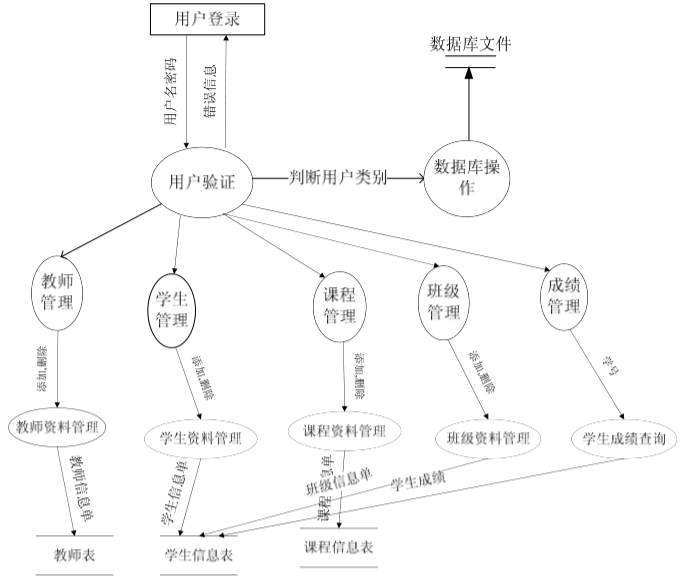 用户登录
数据库文件
用户名密码
错误信息
用户验证
判断用户类别
数据库操
作
教师
管理
学生
管理
课程
管理
班级
管理
成绩
管理
添加,删除
添加,删除
添加,删除
添加,删除
学号
教师资料管理
学生资料管理
课程资料管理
班级资料管理
学生成绩查询
教师信息单
学生信息单
课程信息单
班级信息单
学生成绩
教师表
学生信息表
课程信息表